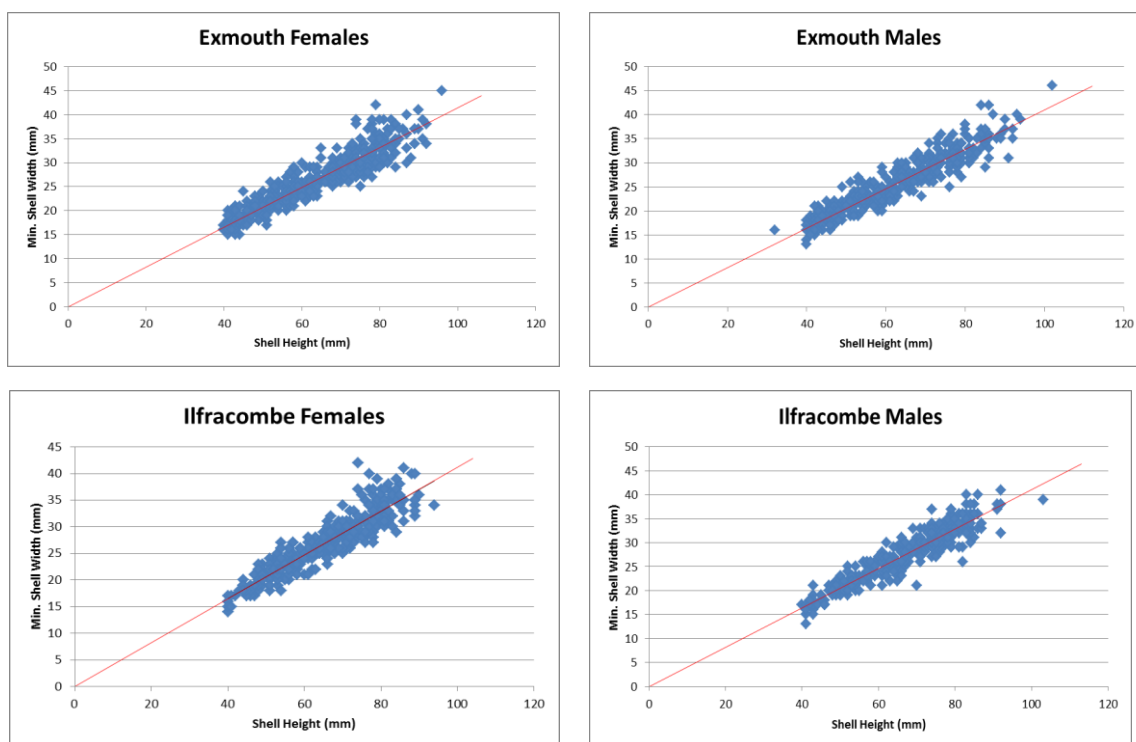 Exmouth Females
Min. Shell Width (mm)
50
45
40
35
30
25
20
15
10
5
0
0 20 40 60 80 100 120
Shell Height (mm)
Exmouth Males
Min. Shell Width (mm)
50
45
40
35
30
25
20
15
10
5
0
0 20 40 60 80 100 120
Shell Height (mm)
Ilfracombe Females
Min. Shell Width (mm)
45
40
35
30
25
20
15
10
5
0
0 20 40 60 80 100 120
Shell Height (mm)
Ilfracombe Males
Min. Shell Width (mm)
50
45
40
35
30
25
20
15
10
5
0
0 20 40 60 80 100 120
Shell Height (mm)